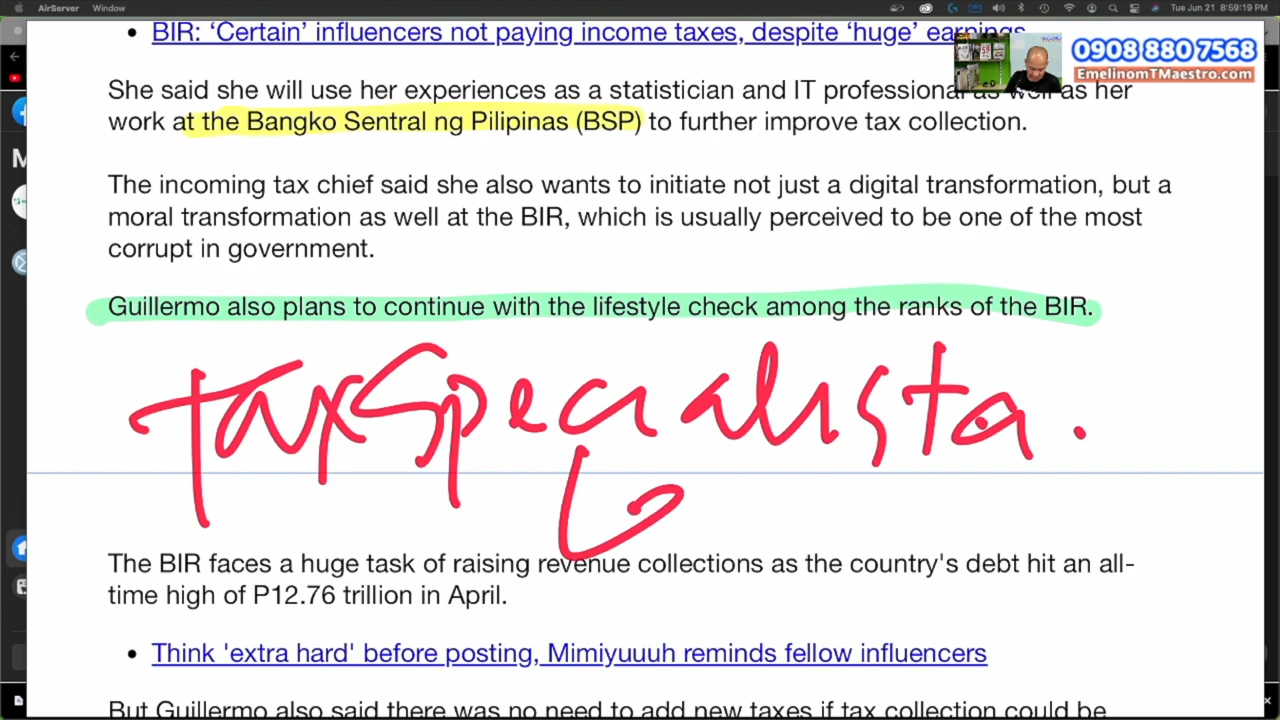 AirServer Window Tue Jun 21 8:59:19 PM
• BIR: ‘Certain’ influencers not paying income taxes, despite ‘huge’ earnings
0908 880 7568
EmelinomTMaestro.com
She said she will use her experiences as a statistician and IT professional as well as her
work at the Bangko Sentral ng Pilipinas (BSP) to further improve tax collection.
The incoming tax chief said she also wants to initiate not just a digital transformation, but a
moral transformation as well at the BIR, which is usually perceived to be one of the most
corrupt in government.
Guillermo also plans to continue with the lifestyle check among the ranks of the BIR.
taxSpecialista.
The BIR faces a huge task of raising revenue collections as the country's debt hit an all-
time high of P12.76 trillion in April.
• Think 'extra hard' before posting, Mimiyuuuh reminds fellow influencers
But Guillermo also said there was no need to add new taxes if tax collection could be